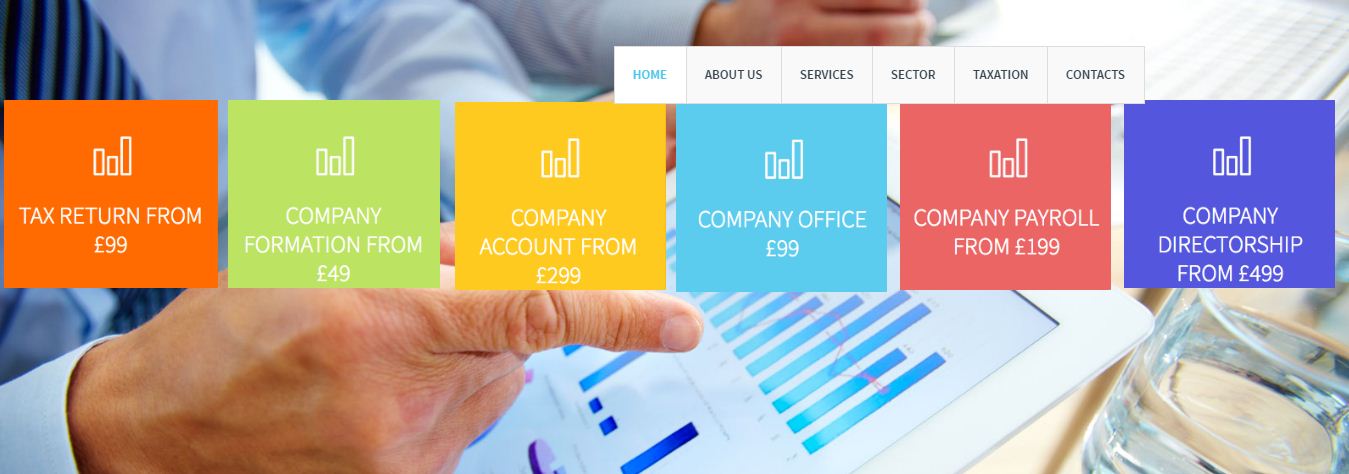 HOME ABOUT US SERVICES SECTOR TAXATION CONTACTS
TAX RETURN FROM
£99
COMPANY
FORMATION FROM
£49
COMPANY
ACCOUNT FROM
£299
COMPANY OFFICE
£99
COMPANY PAYROLL
FROM £199
COMPANY
DIRECTORSHIP
FROM £499